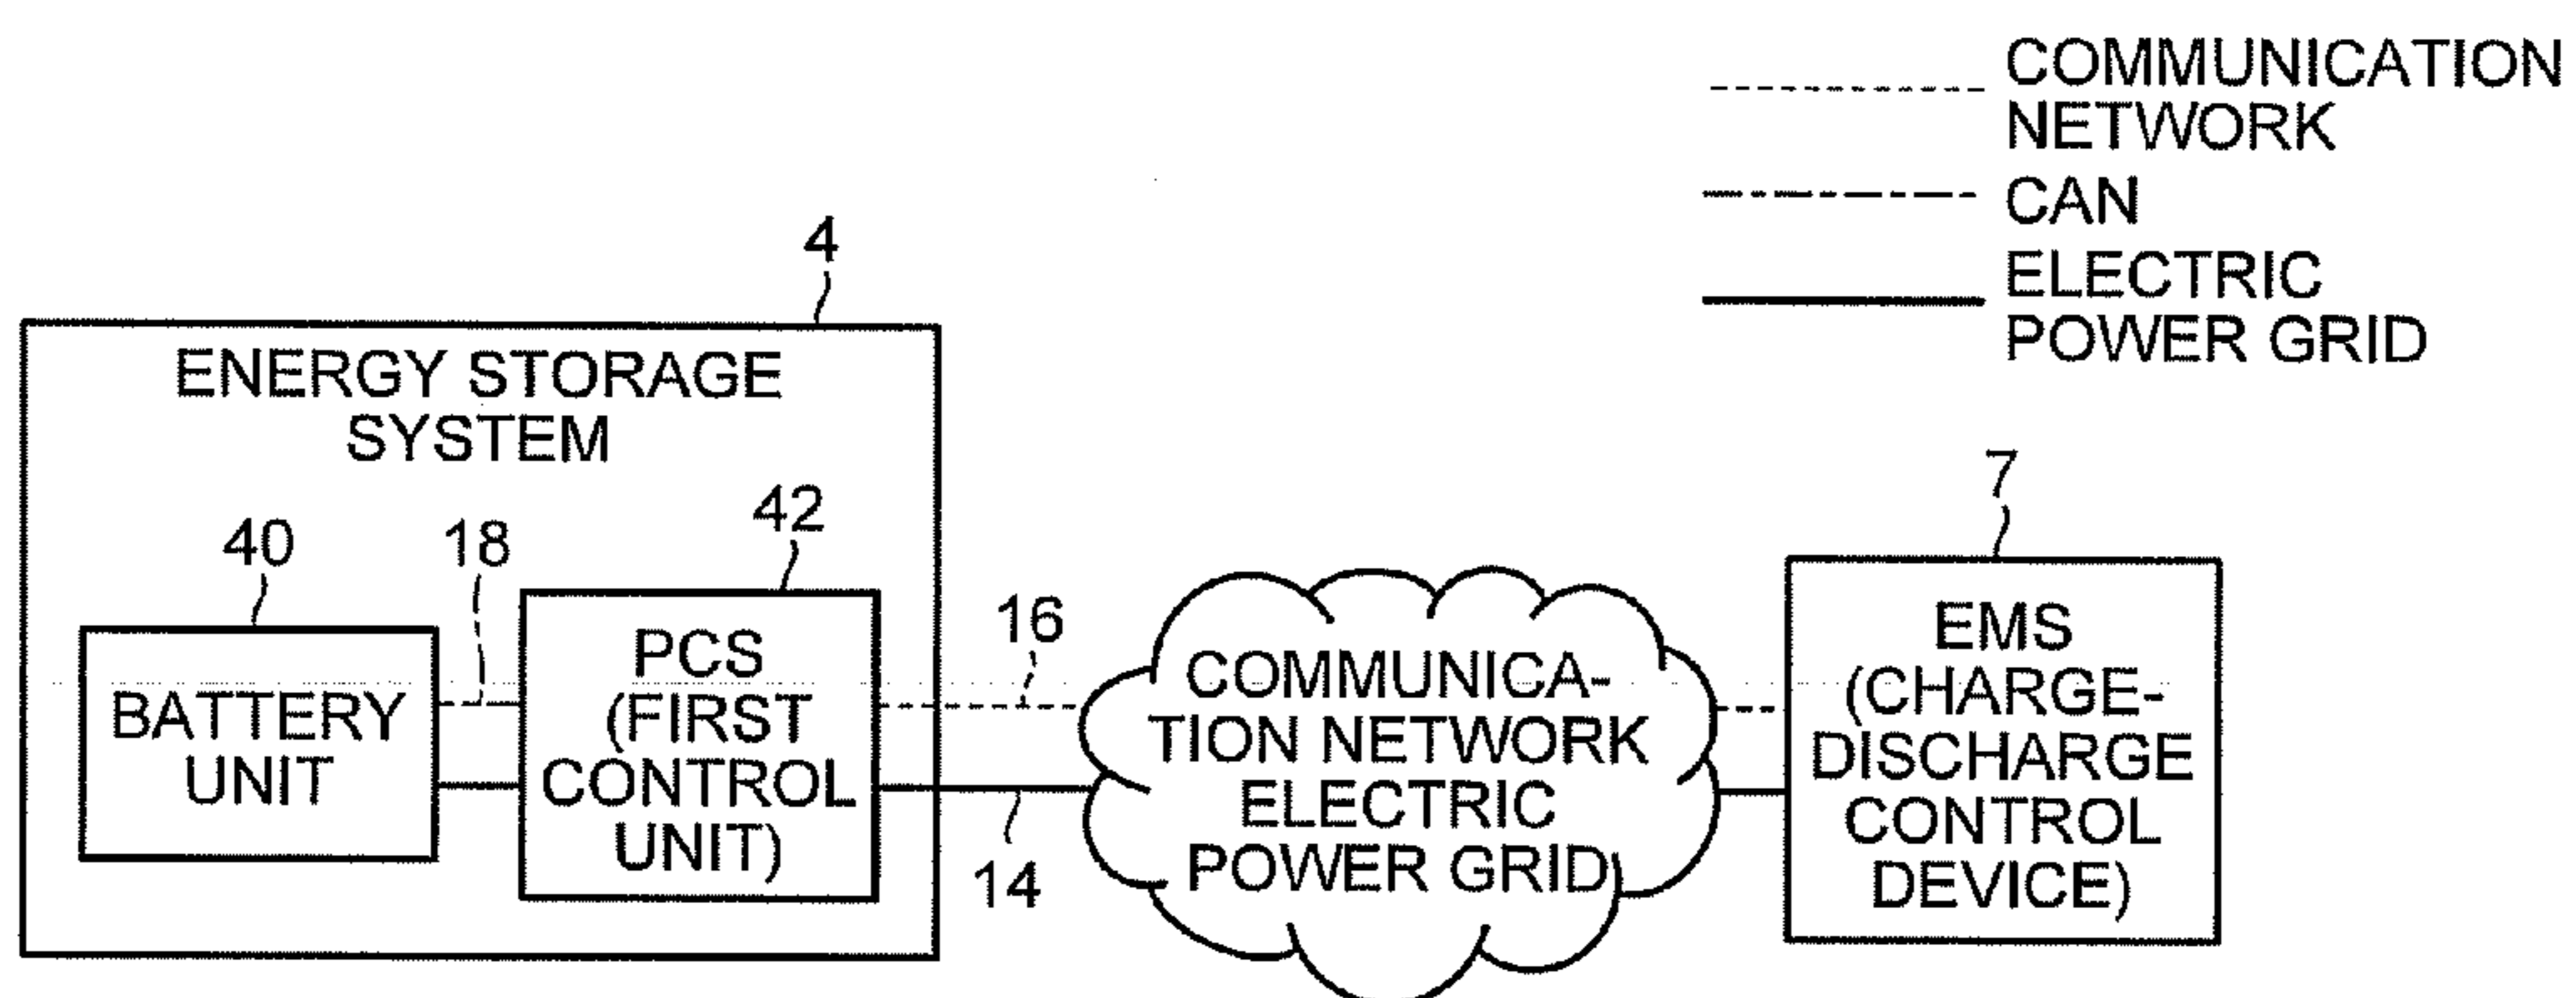 COMMUNICATION
NETWORK
CAN
ELECTRIC
POWER GRID
4
ENERGY STORAGE
SYSTEM
40
18
42
BATTERY
UNIT
PCS
(FIRST
CONTROL
UNIT)
16
14
COMMUNICA-
TION NETWORK
ELECTRIC
POWER GRID
7
EMS
(CHARGE-
DISCHARGE
CONTROL
DEVICE)